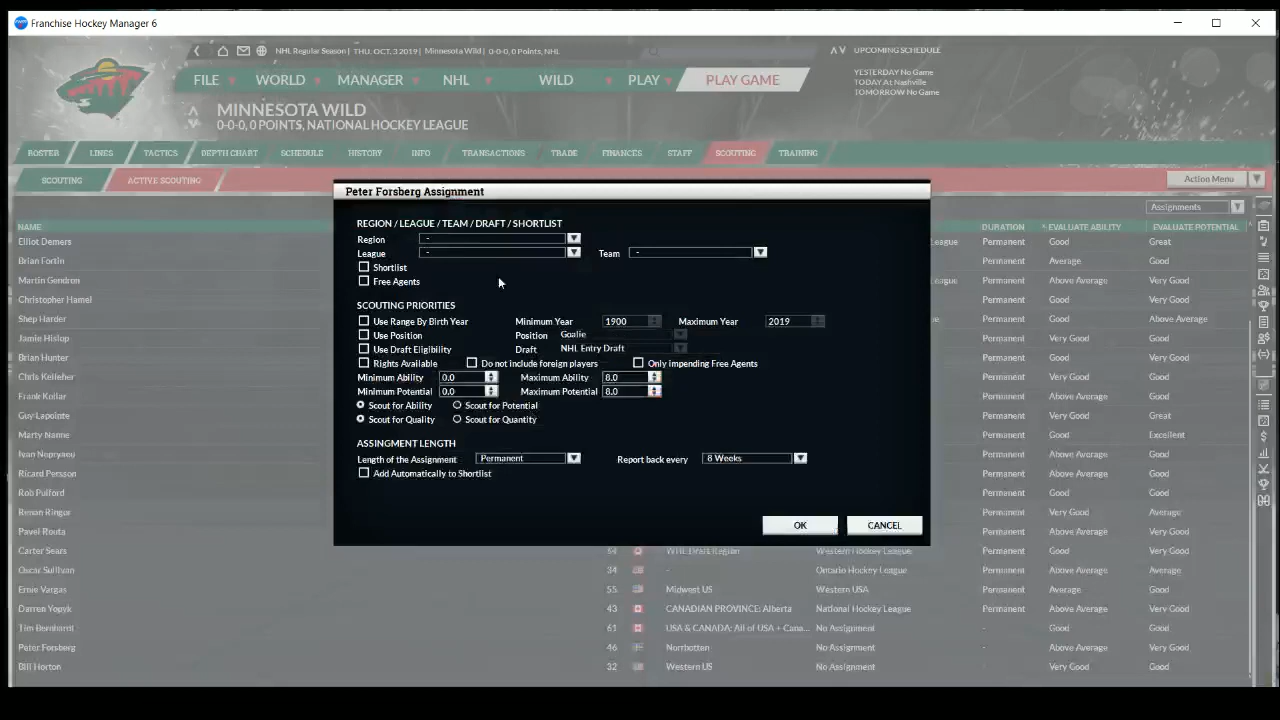 Franchise Hockey Manager 6
NHL Regular Season | THU. OCT. 3 2019 | Minnesota Wild | 0-0-0, 0 Points, NHL
UPCOMING SCHEDULE
YESTERDAY No Game
TODAY At Nashville
TOMORROW No Game
FILE WORLD MANAGER NHL WILD PLAY PLAY GAME
MINNESOTA WILD
0-0-0, 0 POINTS, NATIONAL HOCKEY LEAGUE
ROSTER LINES TACTICS DEPTH CHART SCHEDULE HISTORY INFO TRANSACTIONS TRADE FINANCES STAFF SCOUTING TRAINING
SCOUTING ACTIVE SCOUTING Action Menu
Peter Forsberg Assignment
Assignments
REGION / LEAGUE / TEAM / DRAFT / SHORTLIST
Region -
League - Team -
Shortlist
Free Agents
SCOUTING PRIORITIES
Use Range By Birth Year Minimum Year 1900 Maximum Year 2019
Use Position Position Goalie
Use Draft Eligibility Draft NHL Entry Draft
Rights Available Do not include foreign players Only impending Free Agents
Minimum Ability 0.0 Maximum Ability 8.0
Minimum Potential 0.0 Maximum Potential 8.0
Scout for Ability Scout for Potential
Scout for Quality Scout for Quantity
ASSINGMENT LENGTH
Length of the Assignment Permanent Report back every 8 Weeks
Add Automatically to Shortlist
OK CANCEL
NAME DURATION EVALUATE ABILITY EVALUATE POTENTIAL
Elliot Demers League Permanent Good Great
Brian Fortin Permanent Average Good
Martin Gendron League Permanent Above Average Very Good
Christopher Hamel Permanent Very Good Good
Shep Harder Permanent Good Above Average
Jamie Hislop Permanent Above Average Very Good
Brian Hunter Permanent Above Average Good
Chris Kelleher Permanent Above Average Good
Frank Kollar Permanent Above Average Good
Guy Lapointe Permanent Very Good Great
Marty Nanne Permanent Good Excellent
Ivan Nepryaev Permanent Above Average Good
Ricard Persson Permanent Very Good Good
Rob Pulford Permanent Good Good
Renan Ringer Permanent Very Good Average
Pavel Routa Permanent Above Average Good
Carter Sears WHL Draft Region Western Hockey League Permanent Above Average Good
Oscar Sullivan 34 - Ontario Hockey League Permanent Above Average Average
Ernie Vargas 55 Midwest US Western USA Permanent Average Good
Darren Yopyk 43 CANADIAN PROVINCE: Alberta National Hockey League Permanent Above Average Very Good
Tim Bernhardt 61 USA & CANADA: All of USA + Cana... No Assignment - Good Good
Peter Forsberg 46 Norrbotten No Assignment - Above Average Very Good
Bill Horton 32 Western US No Assignment - Very Good Good